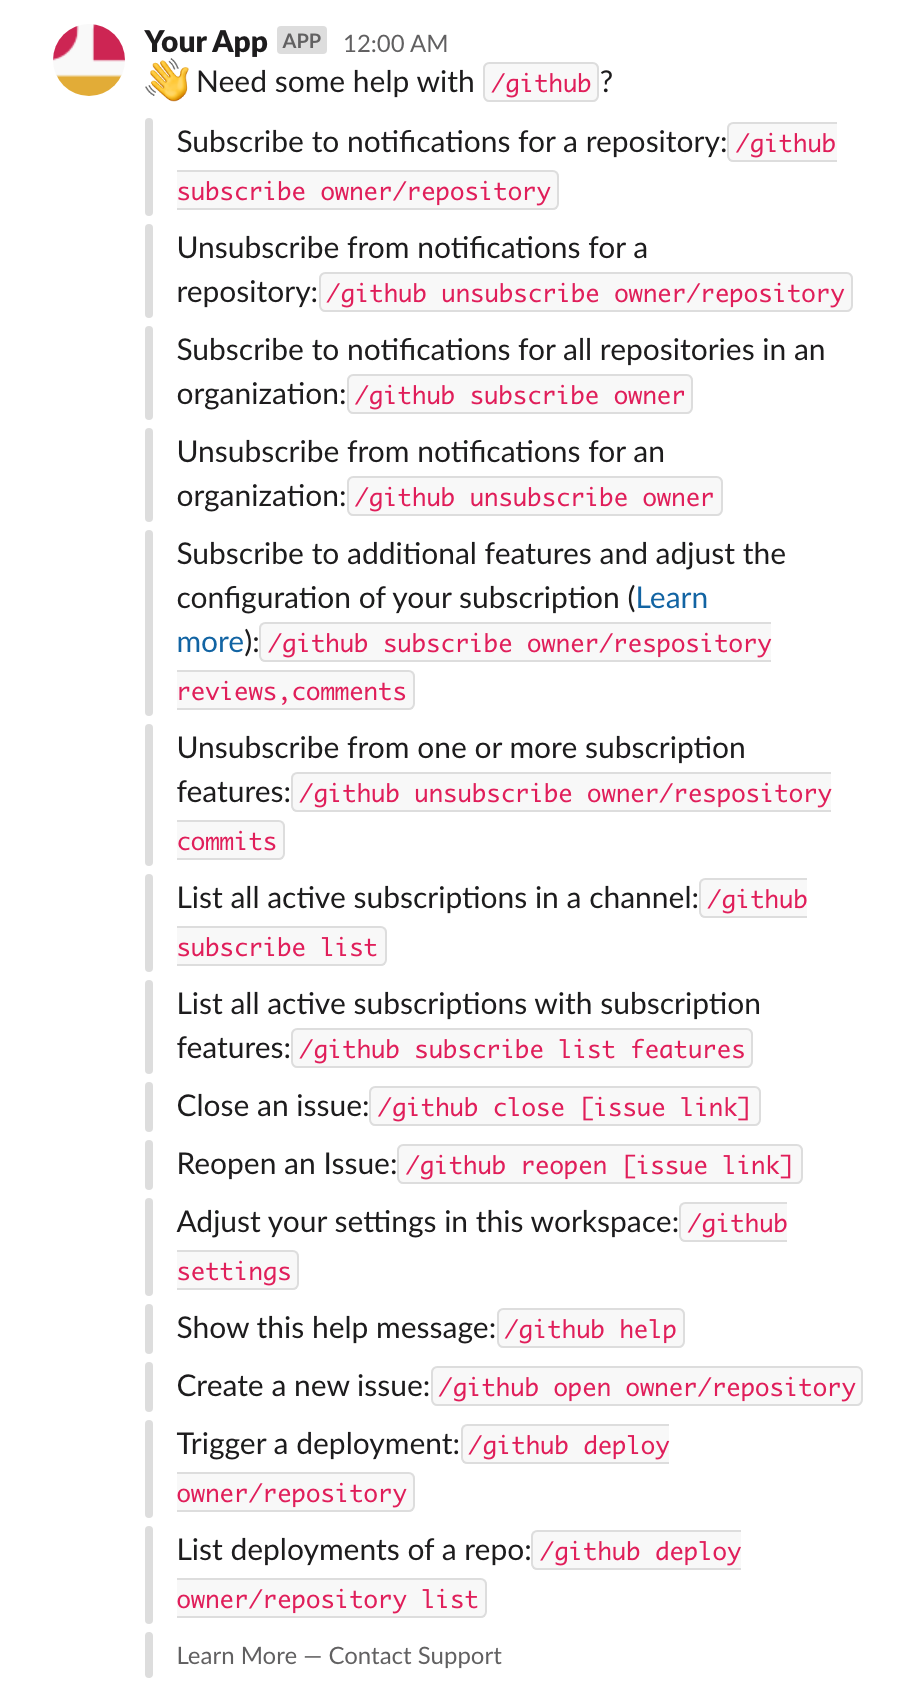 Your App APP 12:00 AM
👋 Need some help with /github?
Subscribe to notifications for a repository: /github
subscribe owner/repository
Unsubscribe from notifications for a
repository: /github unsubscribe owner/repository
Subscribe to notifications for all repositories in an
organization: /github subscribe owner
Unsubscribe from notifications for an
organization: /github unsubscribe owner
Subscribe to additional features and adjust the
configuration of your subscription (Learn
more): /github subscribe owner/respository
reviews,comments
Unsubscribe from one or more subscription
features: /github unsubscribe owner/respository
commits
List all active subscriptions in a channel: /github
subscribe list
List all active subscriptions with subscription
features: /github subscribe list features
Close an issue: /github close [issue link]
Reopen an Issue: /github reopen [issue link]
Adjust your settings in this workspace: /github
settings
Show this help message: /github help
Create a new issue: /github open owner/repository
Trigger a deployment: /github deploy
owner/repository
List deployments of a repo: /github deploy
owner/repository list
Learn More — Contact Support